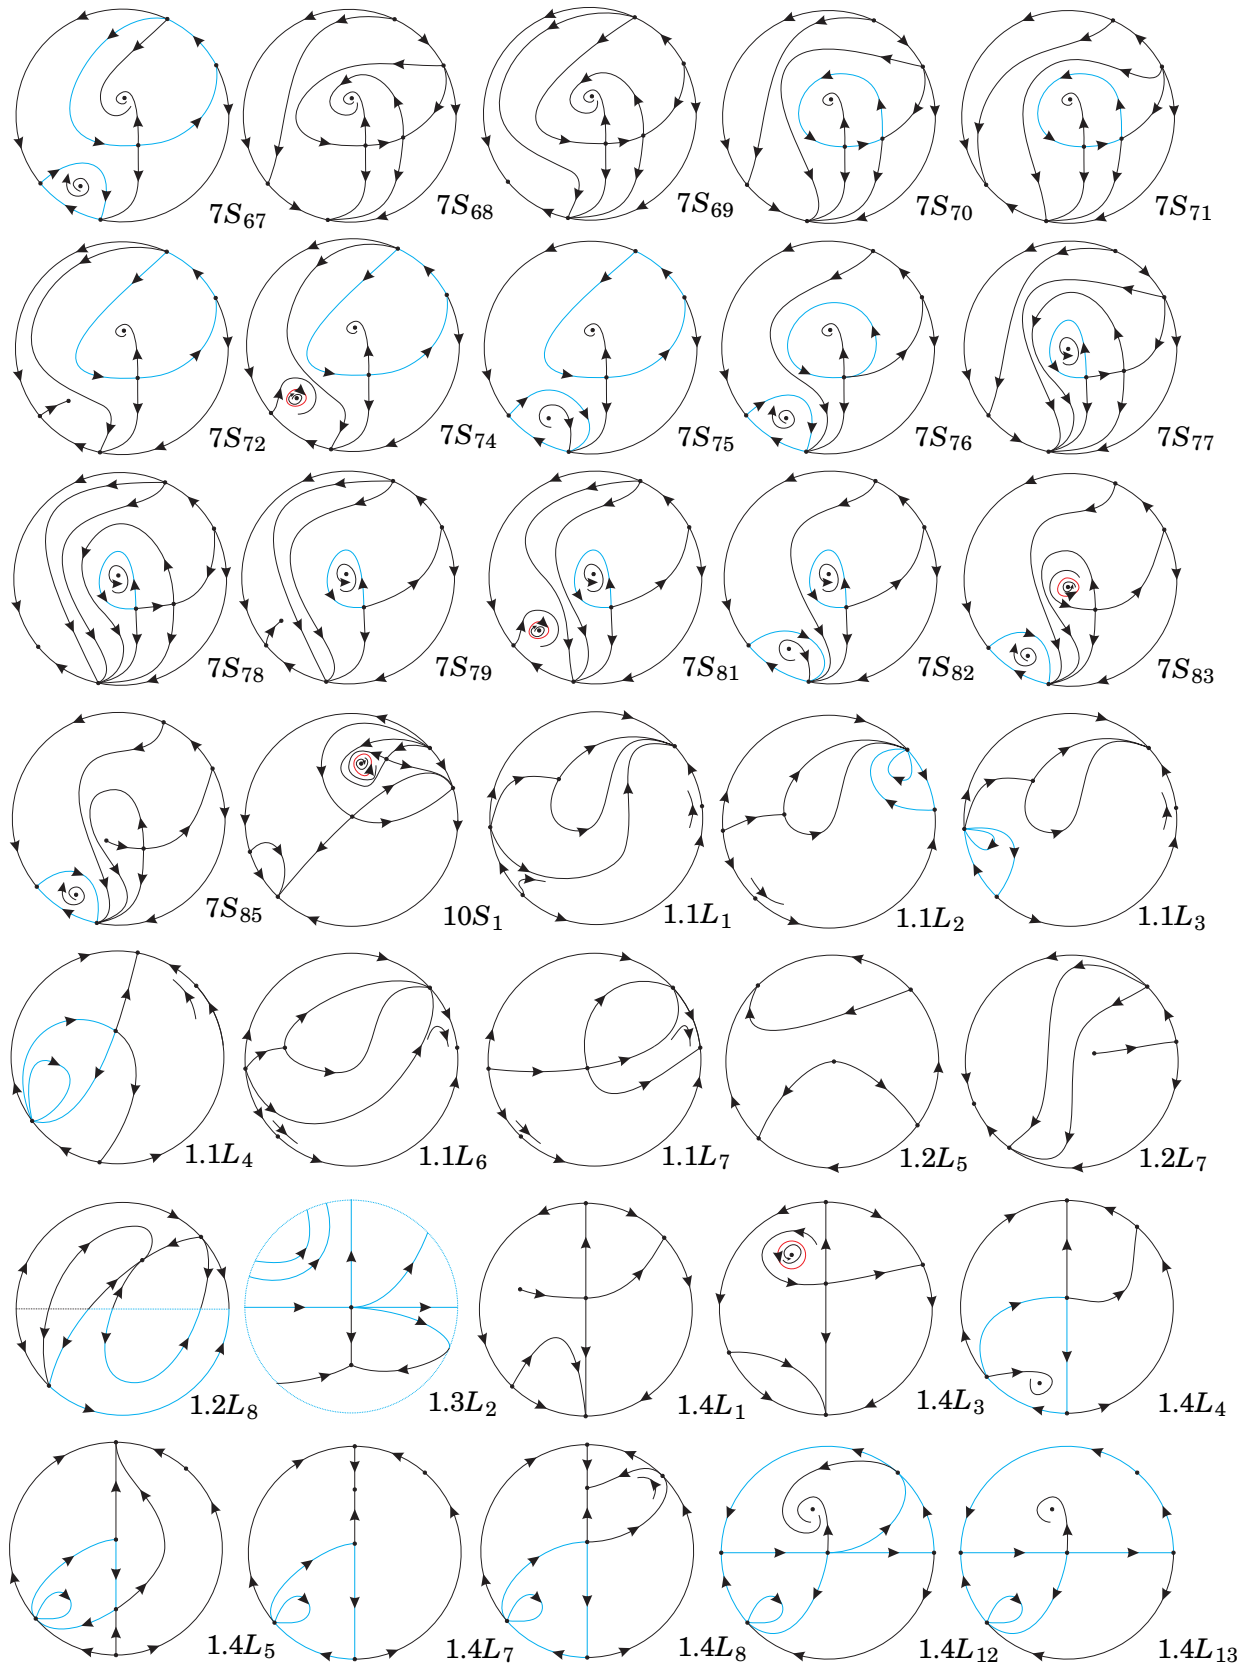 7S₆₇ 7S₆₈ 7S₆₉ 7S₇₀ 7S₇₁
7S₇₂ 7S₇₄ 7S₇₅ 7S₇₆ 7S₇₇
7S₇₈ 7S₇₉ 7S₈₁ 7S₈₂ 7S₈₃
7S₈₅ 10S₁ 1.1L₁ 1.1L₂ 1.1L₃
1.1L₄ 1.1L₆ 1.1L₇ 1.2L₅ 1.2L₇
1.2L₈ 1.3L₂ 1.4L₁ 1.4L₃ 1.4L₄
1.4L₅ 1.4L₇ 1.4L₈ 1.4L₁₂ 1.4L₁₃